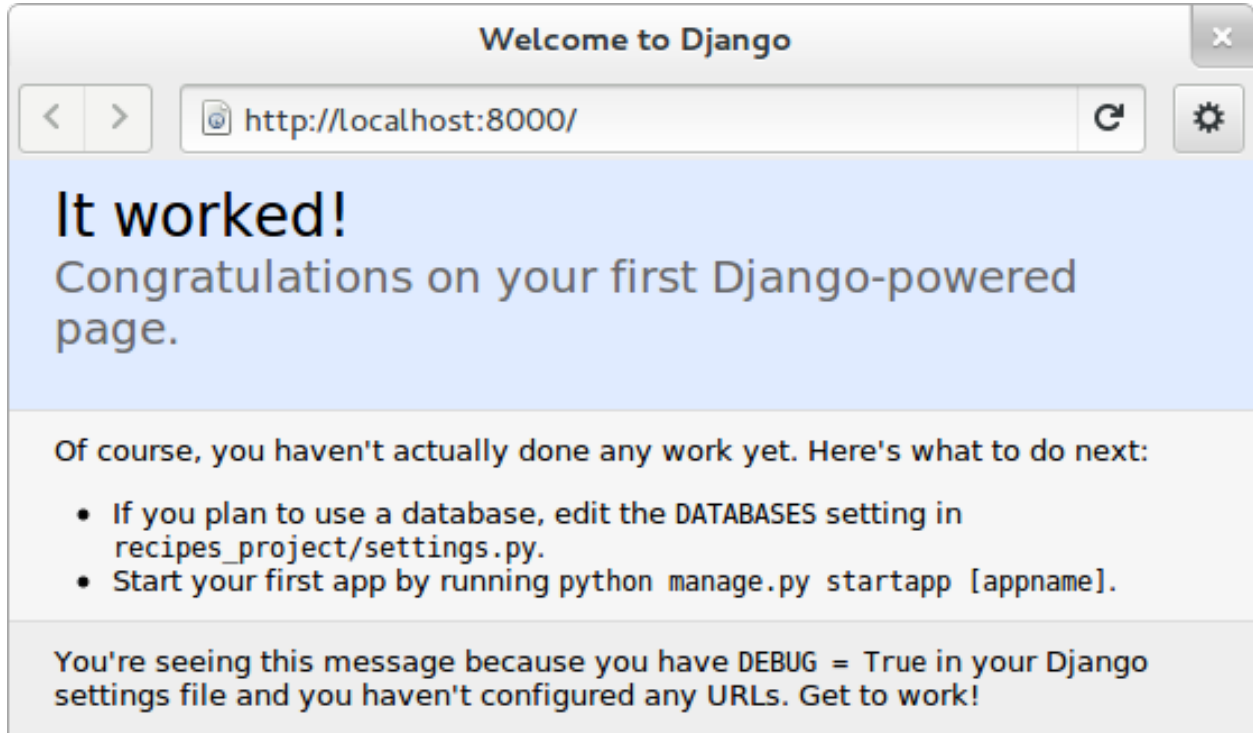 Welcome to Django
http://localhost:8000/
It worked!
Congratulations on your first Django-powered
page.
Of course, you haven't actually done any work yet. Here's what to do next:
• If you plan to use a database, edit the DATABASES setting in
recipes_project/settings.py.
• Start your first app by running python manage.py startapp [appname].
You're seeing this message because you have DEBUG = True in your Django
settings file and you haven't configured any URLs. Get to work!